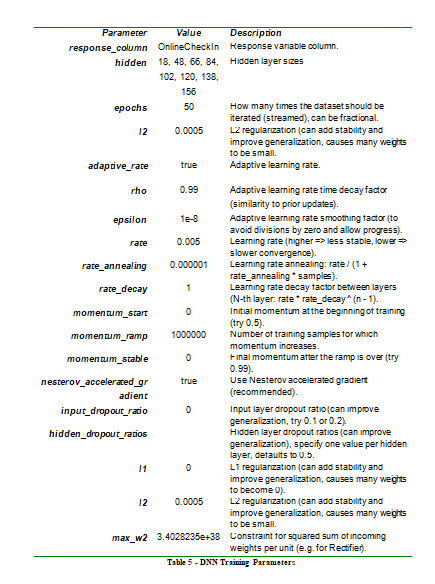 Parameter Value Description
response_column OnlineCheckIn Response variable column.
hidden 18, 48, 66, 84, Hidden layer sizes
102, 120, 138,
156
epochs 50 How many times the dataset should be
iterated (streamed), can be fractional.
l2 0.0005 L2 regularization (can add stability and
improve generalization, causes many weights
to be small.
adaptive_rate true Adaptive learning rate.
rho 0.99 Adaptive learning rate time decay factor
(similarity to prior updates).
epsilon 1e-8 Adaptive learning rate smoothing factor (to
avoid divisions by zero and allow progress).
rate 0.005 Learning rate (higher => less stable, lower =>
slower convergence).
rate_annealing 0.000001 Learning rate annealing: rate / (1 +
rate_annealing * samples).
rate_decay 1 Learning rate decay factor between layers
(N-th layer: rate * rate_decay ^ (n - 1).
momentum_start 0 Initial momentum at the beginning of training
(try 0.5).
momentum_ramp 1000000 Number of training samples for which
momentum increases.
momentum_stable 0 Final momentum after the ramp is over (try
0.99).
nesterov_accelerated_gr true Use Nesterov accelerated gradient
adient (recommended).
input_dropout_ratio 0 Input layer dropout ratio (can improve
generalization, try 0.1 or 0.2).
hidden_dropout_ratios Hidden layer dropout ratios (can improve
generalization), specify one value per hidden
layer, defaults to 0.5.
l1 0 L1 regularization (can add stability and
improve generalization, causes many weights
to become 0).
l2 0.0005 L2 regularization (can add stability and
improve generalization, causes many weights
to be small.
max_w2 3.4028235e+38 Constraint for squared sum of incoming
weights per unit (e.g. for Rectifier).
Table 5 - DNN Training Parameters